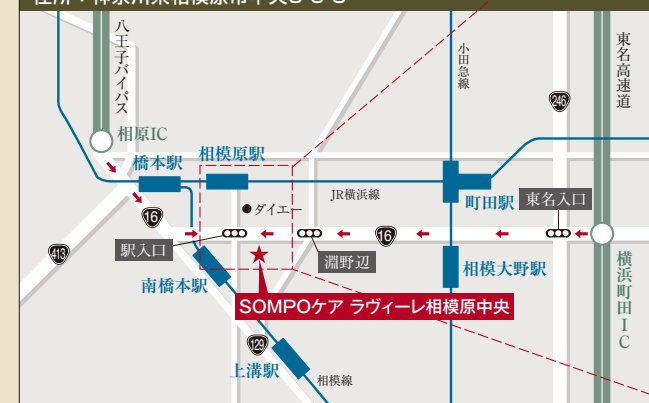 八王子バイパス
小田急線
東名高速道
246
相原IC
橋本駅
相模原駅
JR横浜線
町田駅
東名入口
●ダイエー
16
16
駅入口
淵野辺
413
南橋本駅
相模大野駅
横浜町田IC
SOMPOケア ラヴィーレ相模原中央
129
上溝駅
相模線